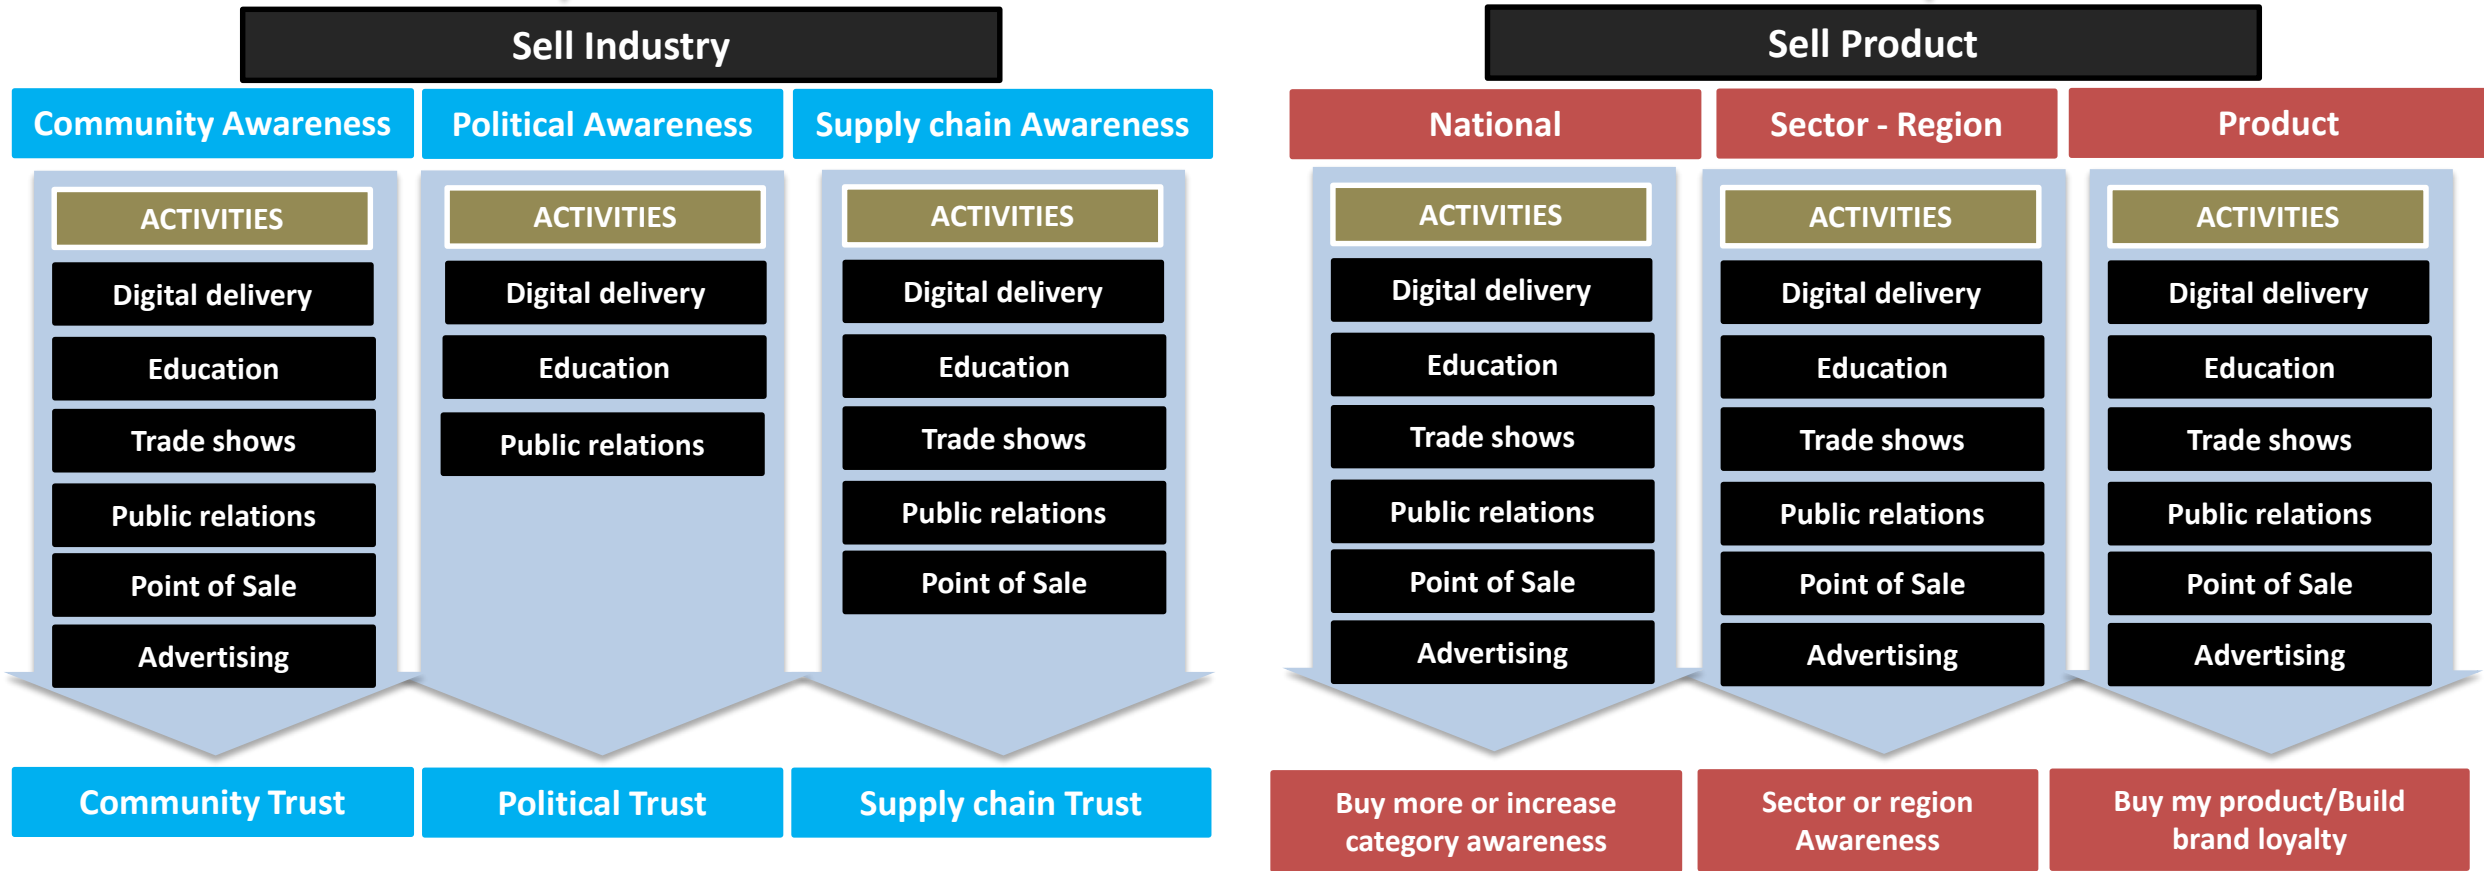 Sell Industry
Community Awareness
ACTIVITIES
Digital delivery
Education
Trade shows
Public relations
Point of Sale
Advertising
Community Trust
Political Awareness
ACTIVITIES
Digital delivery
Education
Public relations
Political Trust
Supply chain Awareness
ACTIVITIES
Digital delivery
Education
Trade shows
Public relations
Point of Sale
Supply chain Trust
Sell Product
National
ACTIVITIES
Digital delivery
Education
Trade shows
Public relations
Point of Sale
Advertising
Buy more or increase
category awareness
Sector - Region
ACTIVITIES
Digital delivery
Education
Trade shows
Public relations
Point of Sale
Advertising
Sector or region
Awareness
Product
ACTIVITIES
Digital delivery
Education
Trade shows
Public relations
Point of Sale
Advertising
Buy my product/Build
brand loyalty